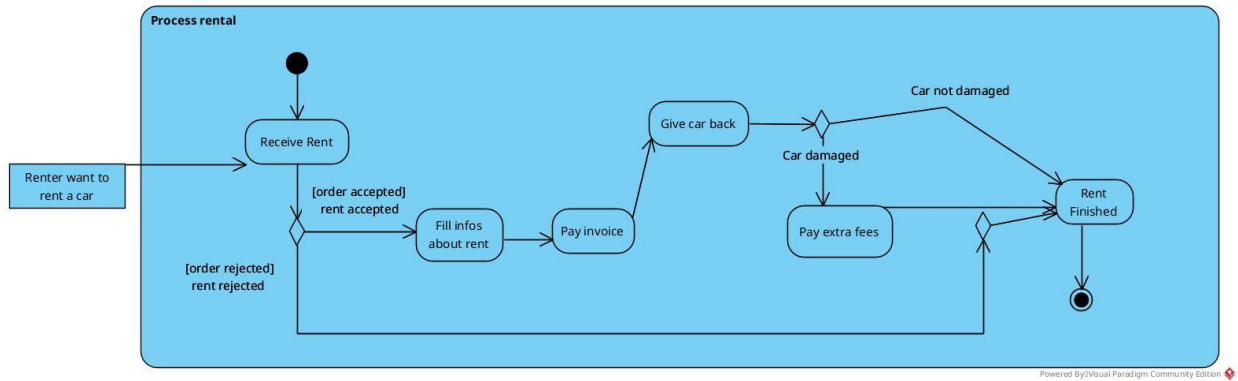 Process rental
Receive Rent
Renter want to
rent a car
[order accepted]
rent accepted
[order rejected]
rent rejected
Fill infos
about rent
Pay invoice
Give car back
Car not damaged
Car damaged
Pay extra fees
Rent
Finished
Powered By▯Visual Paradigm Community Edition